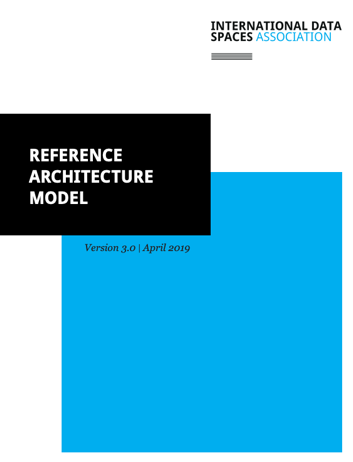 INTERNATIONAL DATA
SPACES ASSOCIATION
REFERENCE
ARCHITECTURE
MODEL
Version 3.0 | April 2019